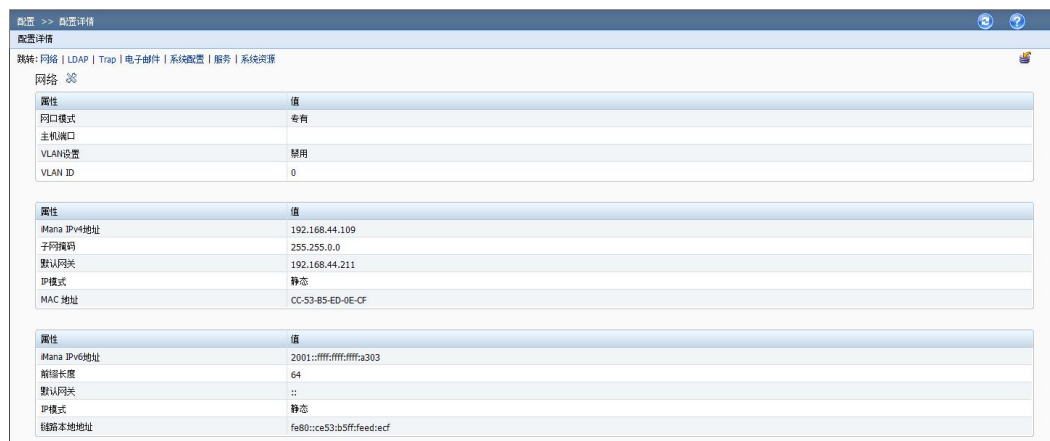 配置 >> 配置详情
配置详情
跳转: 网络 | LDAP | Trap | 电子邮件 | 系统配置 | 服务 | 系统资源
网络
属性 值
网口模式 专有
主机端口
VLAN设置 禁用
VLAN ID 0
属性 值
iMana IPv4地址 192.168.44.109
子网掩码 255.255.0.0
默认网关 192.168.44.211
IP模式 静态
MAC 地址 CC-53-B5-ED-0E-CF
属性 值
iMana IPv6地址 2001::ffff:ffff:ffff:a303
前缀长度 64
默认网关 ::
IP模式 静态
链路本地地址 fe80::ce53:b5ff:feed:ecf